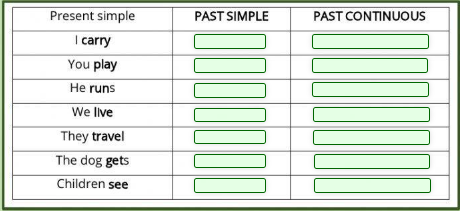 Present simple PAST SIMPLE PAST CONTINUOUS
I carry
You play
He runs
We live
They travel
The dog gets
Children see